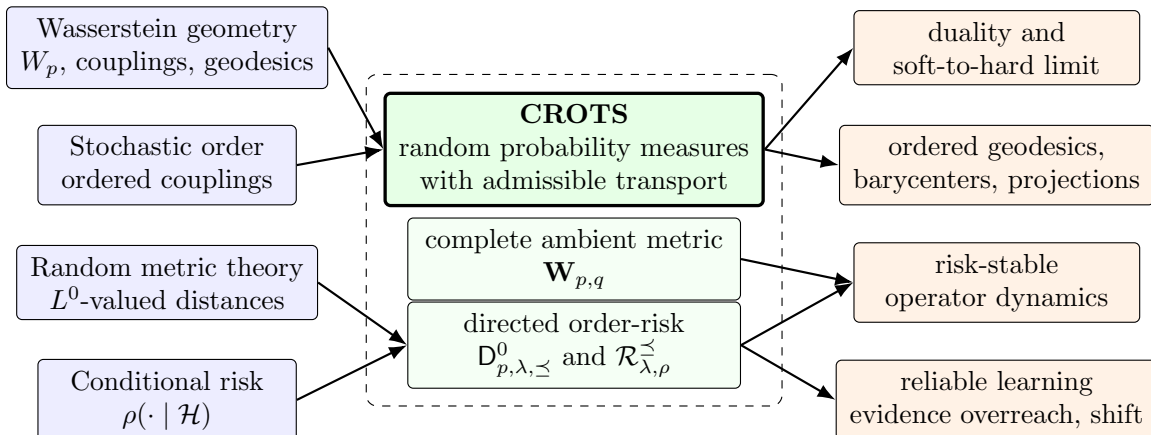 Wasserstein geometry
W_p, couplings, geodesics
Stochastic order
ordered couplings
Random metric theory
L^0-valued distances
Conditional risk
ρ(· | ℋ)
CROTS
random probability measures
with admissible transport
complete ambient metric
𝐖_{p,q}
directed order-risk
D^0_{p,λ,⪯} and ℛ^⪯_{λ,ρ}
duality and
soft-to-hard limit
ordered geodesics,
barycenters, projections
risk-stable
operator dynamics
reliable learning
evidence overreach, shift